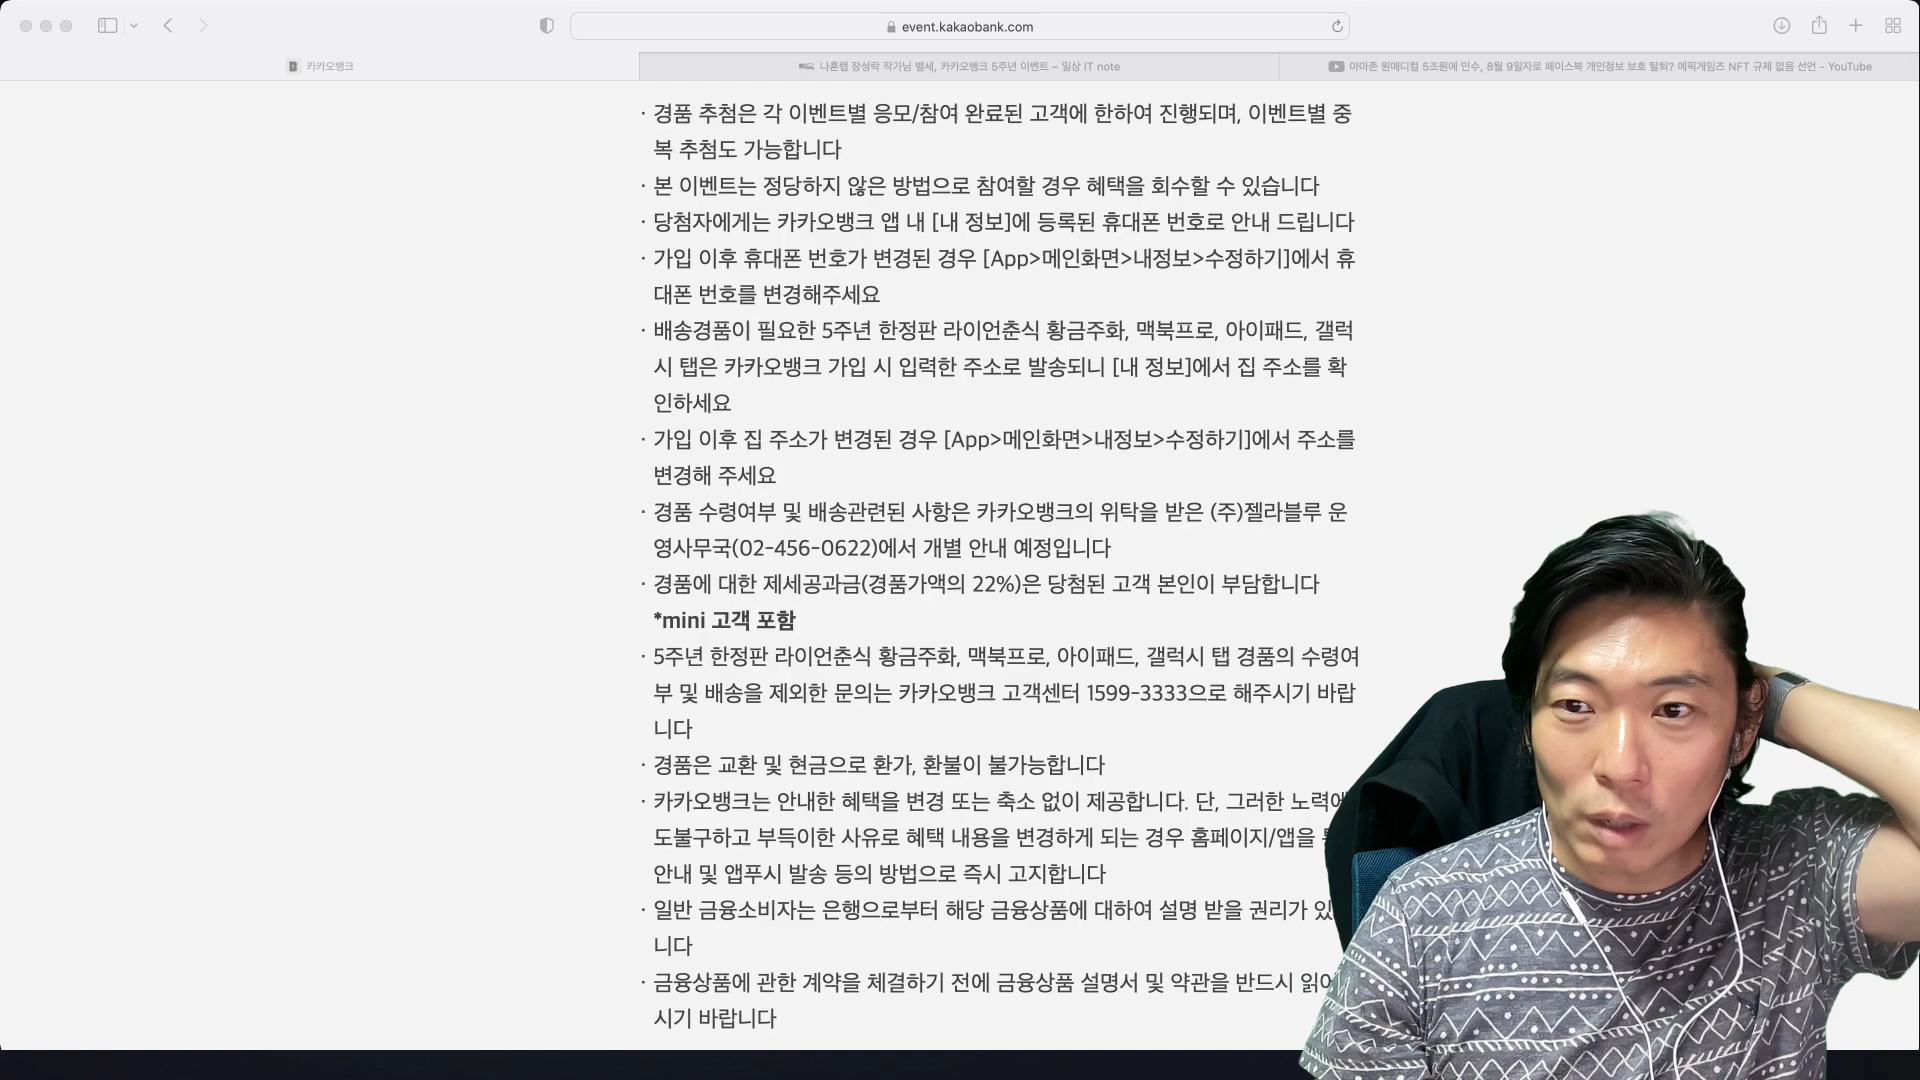 event.kakaobank.com
카카오뱅크
나혼렙 장성락 작가님 별세, 카카오뱅크 5주년 이벤트 – 일상 IT note
아마존 원메디컬 5조원에 인수, 8월 9일자로 페이스북 개인정보 보호 탈퇴? 에픽게임즈 NFT 규제 없음 선언 - YouTube
· 경품 추첨은 각 이벤트별 응모/참여 완료된 고객에 한하여 진행되며, 이벤트별 중
복 추첨도 가능합니다
· 본 이벤트는 정당하지 않은 방법으로 참여할 경우 혜택을 회수할 수 있습니다
· 당첨자에게는 카카오뱅크 앱 내 [내 정보]에 등록된 휴대폰 번호로 안내 드립니다
· 가입 이후 휴대폰 번호가 변경된 경우 [App>메인화면>내정보>수정하기]에서 휴
대폰 번호를 변경해주세요
· 배송경품이 필요한 5주년 한정판 라이언춘식 황금주화, 맥북프로, 아이패드, 갤럭
시 탭은 카카오뱅크 가입 시 입력한 주소로 발송되니 [내 정보]에서 집 주소를 확
인하세요
· 가입 이후 집 주소가 변경된 경우 [App>메인화면>내정보>수정하기]에서 주소를
변경해 주세요
· 경품 수령여부 및 배송관련된 사항은 카카오뱅크의 위탁을 받은 (주)젤라블루 운
영사무국(02-456-0622)에서 개별 안내 예정입니다
· 경품에 대한 제세공과금(경품가액의 22%)은 당첨된 고객 본인이 부담합니다
*mini 고객 포함
· 5주년 한정판 라이언춘식 황금주화, 맥북프로, 아이패드, 갤럭시 탭 경품의 수령여
부 및 배송을 제외한 문의는 카카오뱅크 고객센터 1599-3333으로 해주시기 바랍
니다
· 경품은 교환 및 현금으로 환가, 환불이 불가능합니다
· 카카오뱅크는 안내한 혜택을 변경 또는 축소 없이 제공합니다. 단, 그러한 노력에
도불구하고 부득이한 사유로 혜택 내용을 변경하게 되는 경우 홈페이지/앱을
안내 및 앱푸시 발송 등의 방법으로 즉시 고지합니다
· 일반 금융소비자는 은행으로부터 해당 금융상품에 대하여 설명 받을 권리가 있
니다
· 금융상품에 관한 계약을 체결하기 전에 금융상품 설명서 및 약관을 반드시 읽어
시기 바랍니다